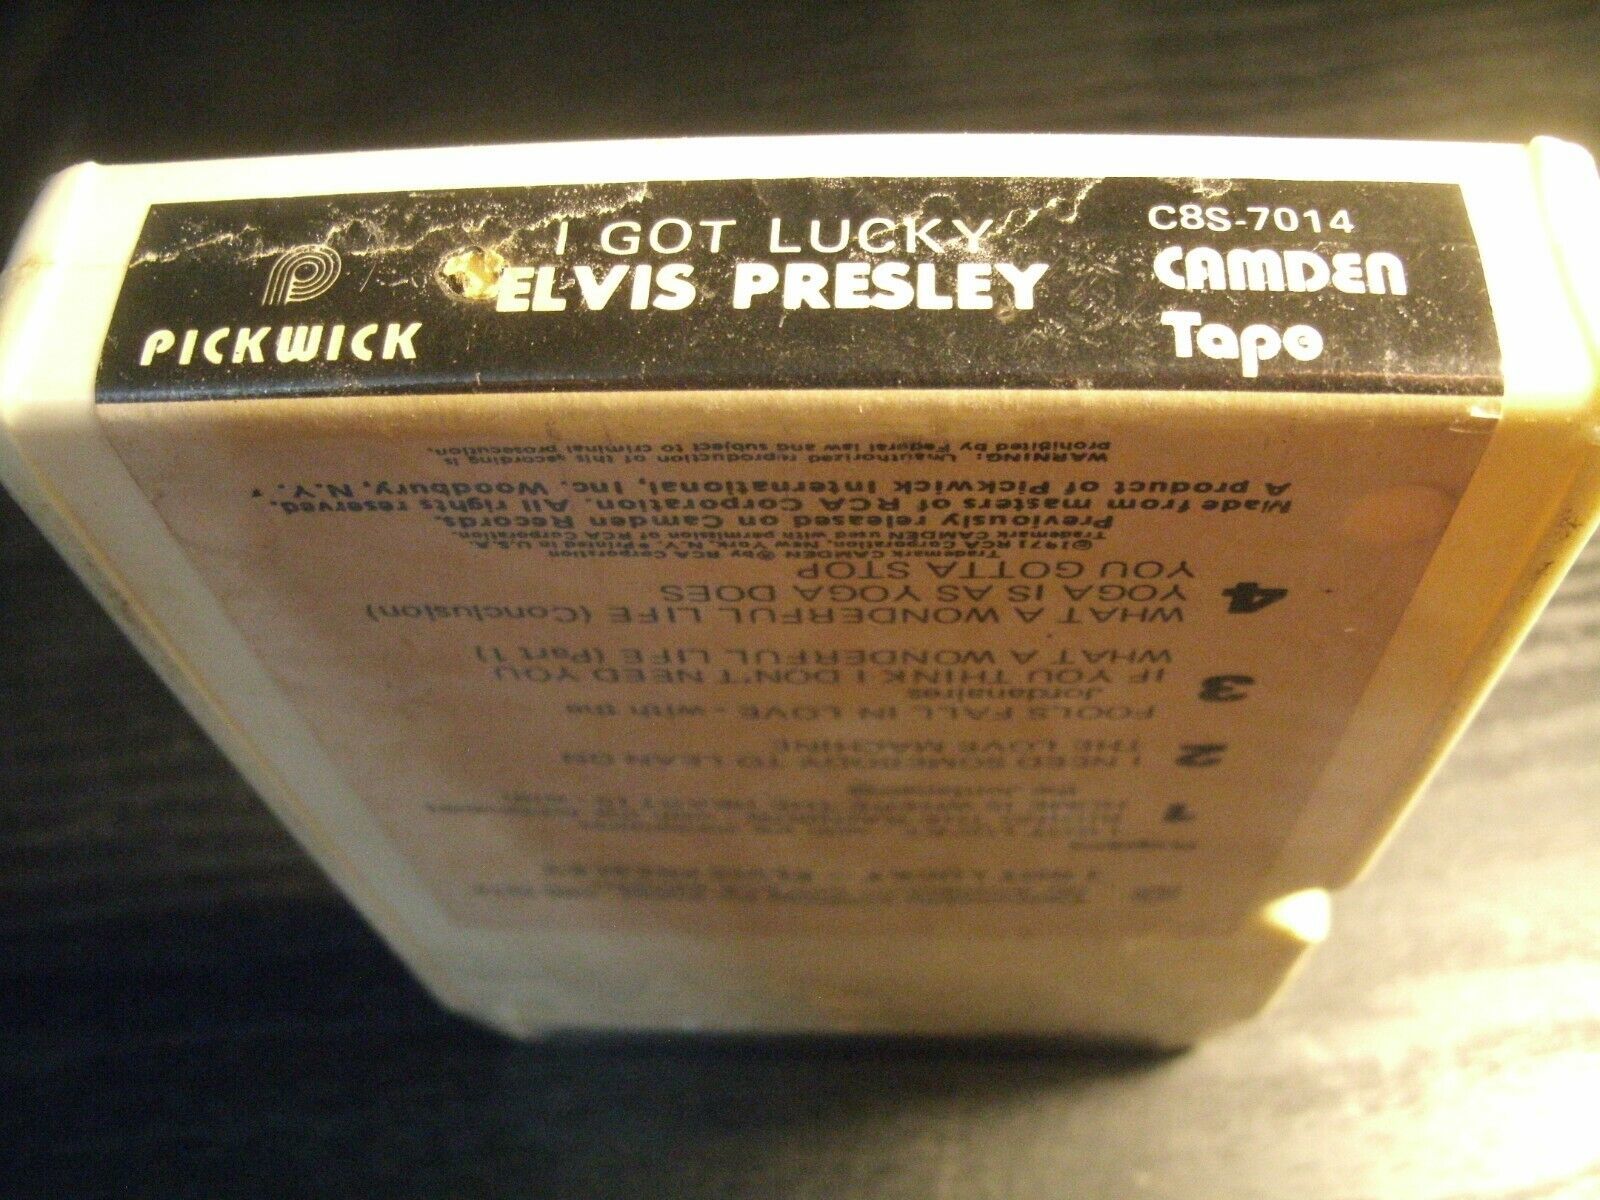 I GOT LUCKY
ELVIS PRESLEY
PICKWICK
C8S-7014
CAMDEN
Tape
I GOT LUCKY - ELVIS PRESLEY
1
I NEED SOMEBODY TO LEAN ON
2
THE LOVE MACHINE
FOOLS FALL IN LOVE - with the
Jordanaires
3
IF YOU THINK I DON'T NEED YOU
WHAT A WONDERFUL LIFE (Part 1)
WHAT A WONDERFUL LIFE (Conclusion)
4
YOGA IS AS YOGA DOES
YOU GOTTA STOP
Trademark CAMDEN ® by RCA Corporation
©1971 RCA Corporation, New York, N.Y. • Printed in U.S.A.
Trademark CAMDEN used with permission of RCA Corporation.
Previously released on Camden Records.
Made from masters of RCA Corporation. All rights reserved.
A product of Pickwick International, Inc. Woodbury, N.Y.
WARNING: Unauthorized reproduction of this recording is
prohibited by Federal law and subject to criminal prosecution.